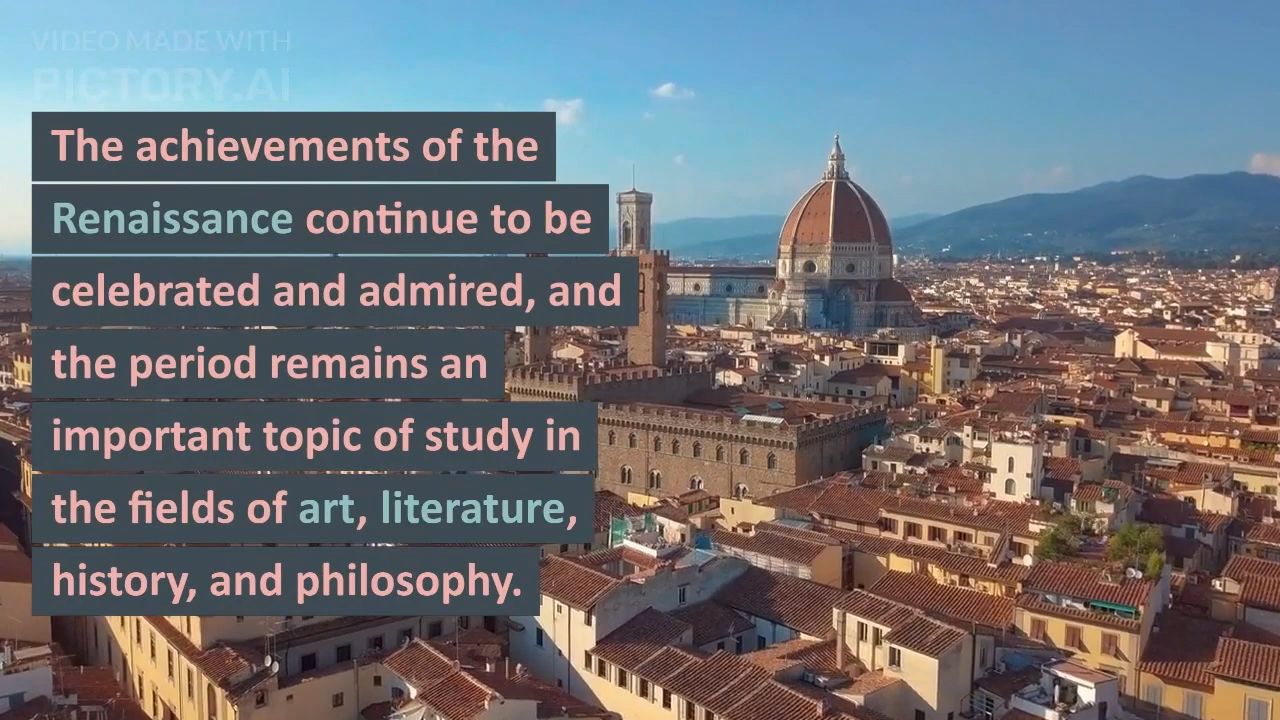 VIDEO MADE WITH
PICTORY.AI
The achievements of the
Renaissance continue to be
celebrated and admired, and
the period remains an
important topic of study in
the fields of art, literature,
history, and philosophy.